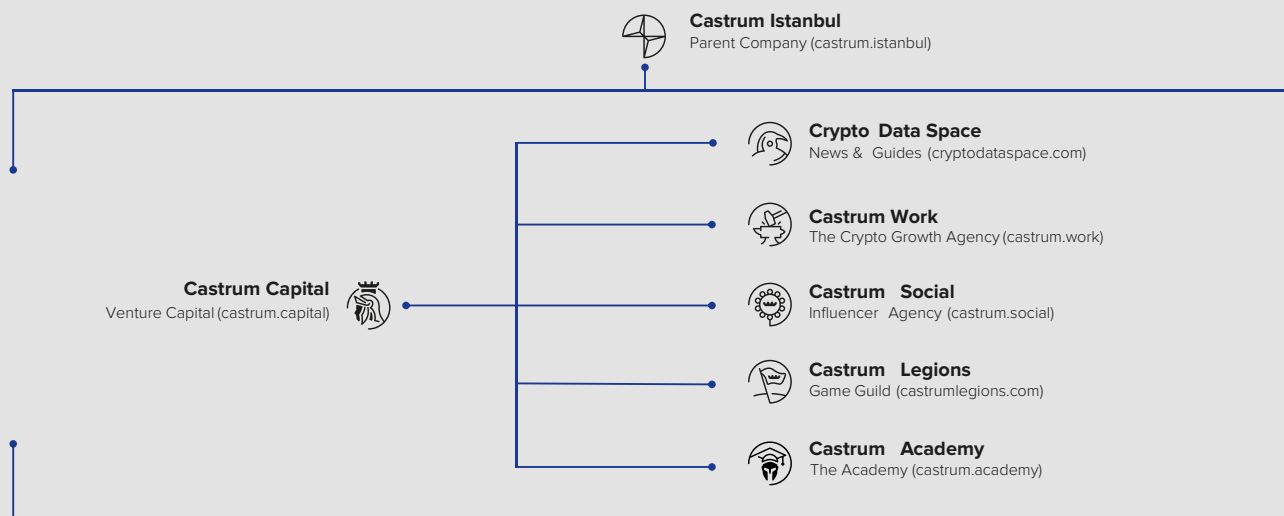 Castrum Istanbul
Parent Company (castrum.istanbul)
Crypto Data Space
News & Guides (cryptodataspace.com)
Castrum Work
The Crypto Growth Agency (castrum.work)
Castrum Capital
Venture Capital (castrum.capital)
Castrum Social
Influencer Agency (castrum.social)
Castrum Legions
Game Guild (castrumlegions.com)
Castrum Academy
The Academy (castrum.academy)